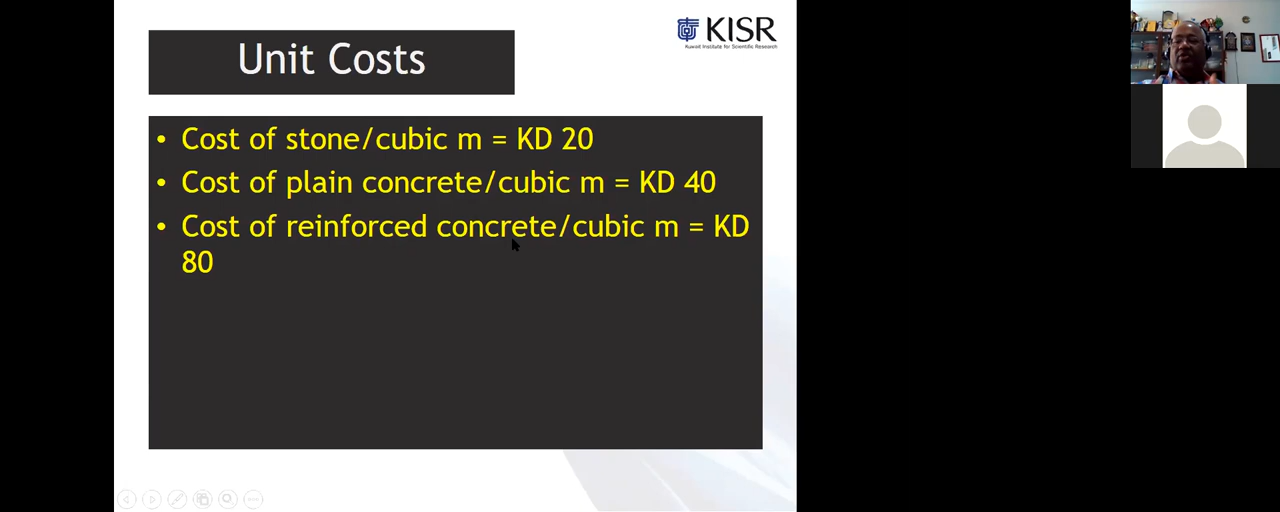 Unit Costs
KISR
Kuwait Institute for Scientific Research
• Cost of stone/cubic m = KD 20
• Cost of plain concrete/cubic m = KD 40
• Cost of reinforced concrete/cubic m = KD
80